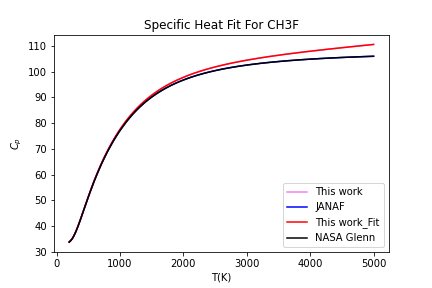 Specific Heat Fit For CH3F
110
100
90
80
70
60
50
40
30
C_p
0 1000 2000 3000 4000 5000
T(K)
This work
JANAF
This work_Fit
NASA Glenn